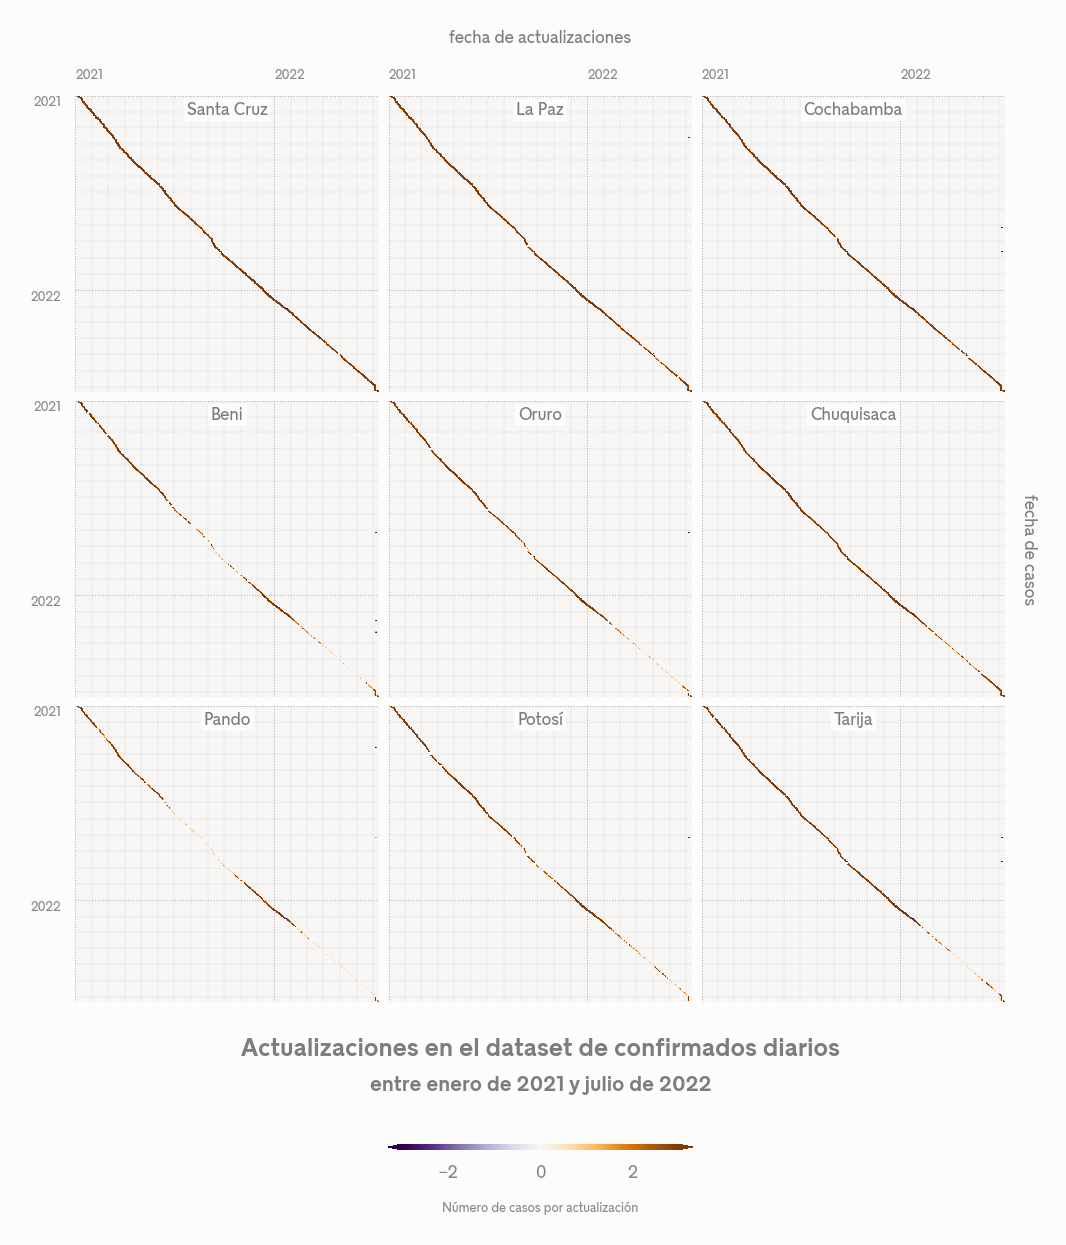 fecha de actualizaciones
2021 2022 2021 2022 2021 2022
2021 Santa Cruz La Paz Cochabamba
2022
2021 Beni Oruro Chuquisaca
fecha de casos
2022
2021 Pando Potosí Tarija
2022
Actualizaciones en el dataset de confirmados diarios
entre enero de 2021 y julio de 2022
−2 0 2
Número de casos por actualización